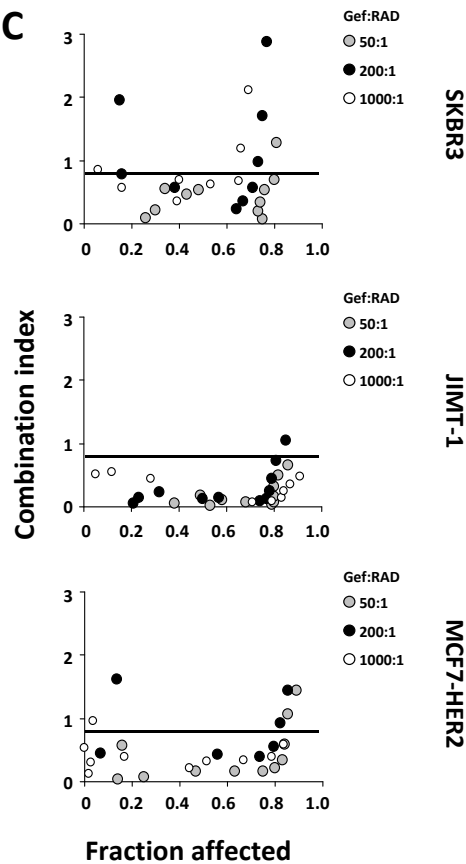 C
Gef:RAD
50:1
200:1
1000:1
SKBR3
3
2
1
0
0 0.2 0.4 0.6 0.8 1.0
Gef:RAD
50:1
200:1
1000:1
JIMT-1
3
2
1
0
0 0.2 0.4 0.6 0.8 1.0
Combination index
Gef:RAD
50:1
200:1
1000:1
MCF7-HER2
3
2
1
0
0 0.2 0.4 0.6 0.8 1.0
Fraction affected